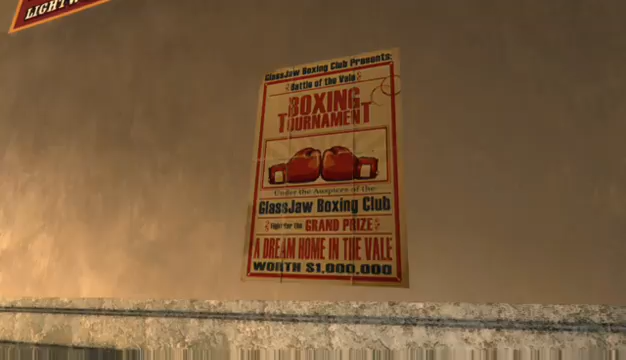 LIGHTW
GlassJaw Boxing Club Presents:
Battle of the Vale
BOXING
TOURNAMENT
Under the Auspices of the
GlassJaw Boxing Club
Fight for the GRAND PRIZE
A DREAM HOME IN THE VALE
WORTH $1,000,000